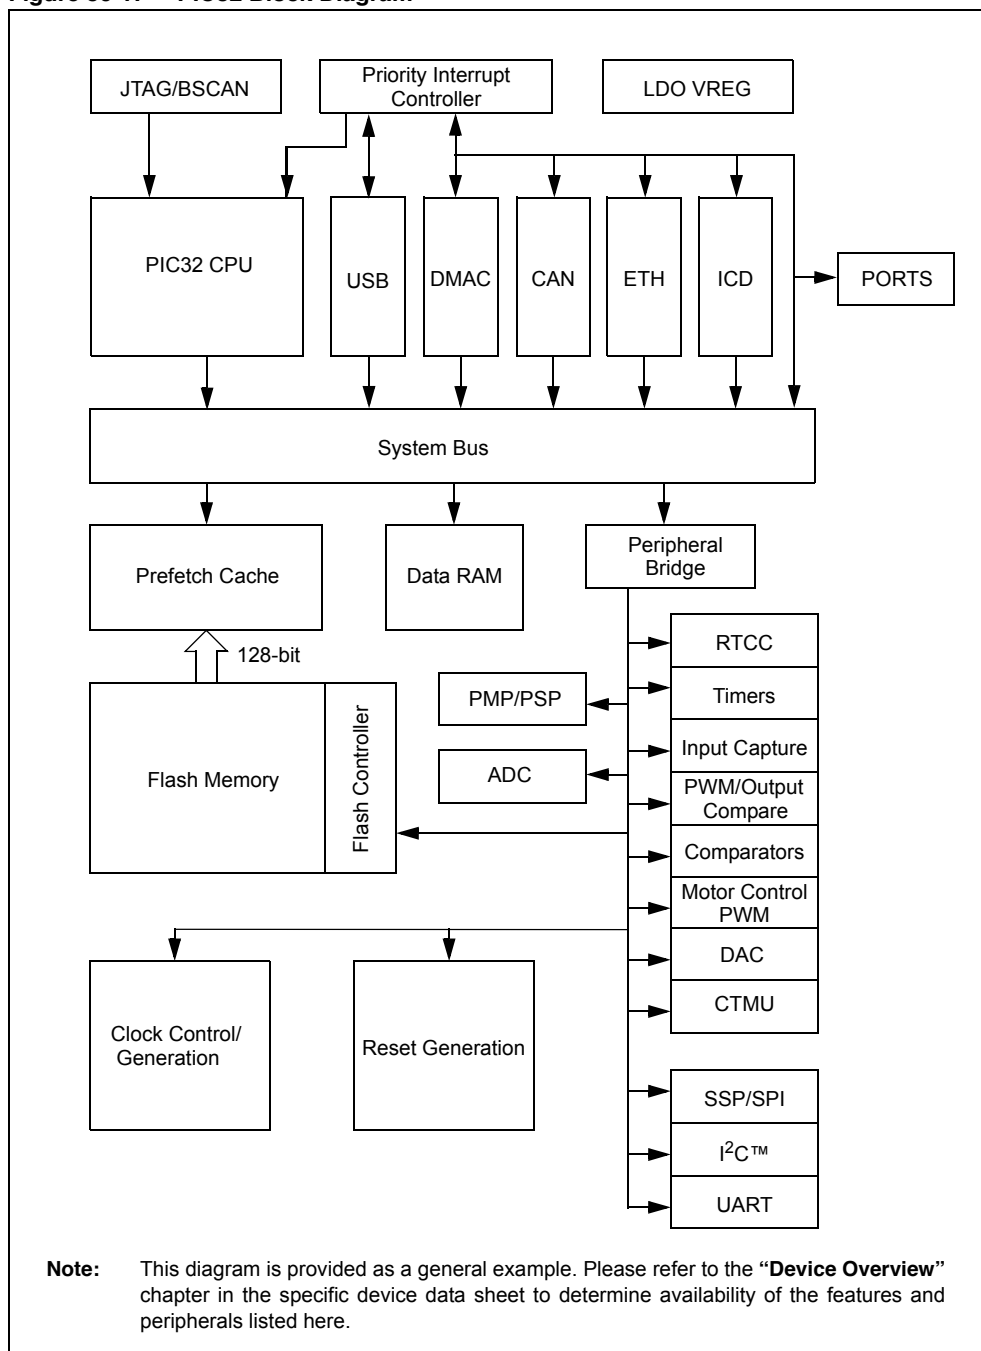 JTAG/BSCAN
Priority Interrupt
Controller
LDO VREG
PIC32 CPU
USB
DMAC
CAN
ETH
ICD
PORTS
System Bus
Prefetch Cache
Data RAM
Peripheral
Bridge
128-bit
Flash Memory
Flash Controller
PMP/PSP
ADC
RTCC
Timers
Input Capture
PWM/Output
Compare
Comparators
Motor Control
PWM
DAC
CTMU
Clock Control/
Generation
Reset Generation
SSP/SPI
I²C™
UART
Note: This diagram is provided as a general example. Please refer to the “Device Overview”
chapter in the specific device data sheet to determine availability of the features and
peripherals listed here.